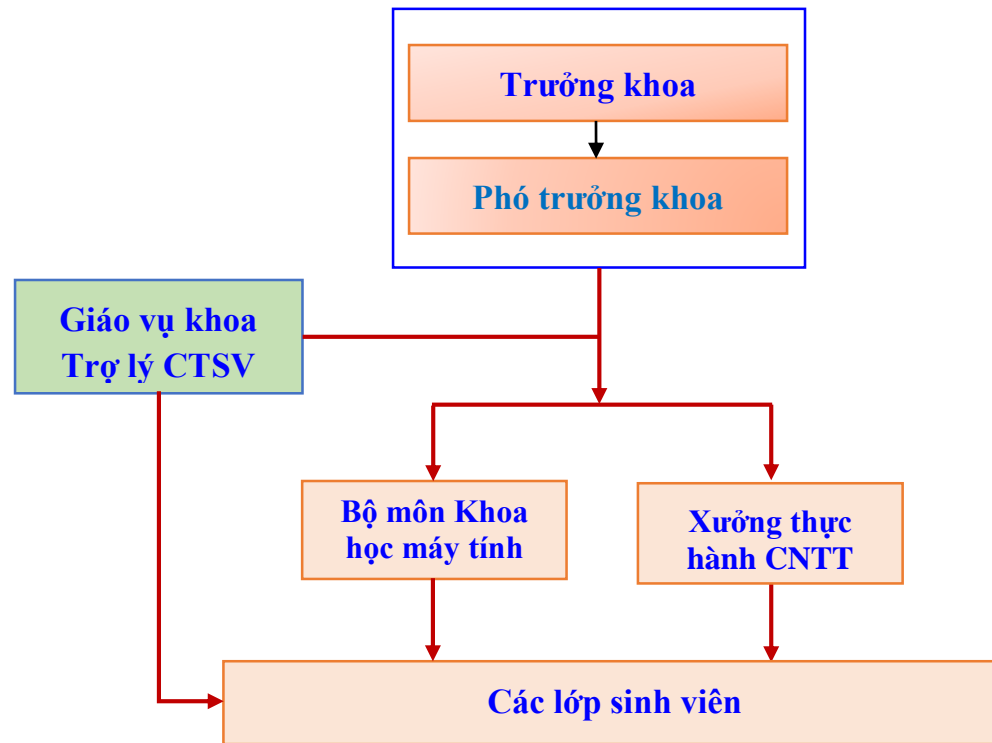 Trưởng khoa
Phó trưởng khoa
Giáo vụ khoa
Trợ lý CTSV
Bộ môn Khoa
học máy tính
Xưởng thực
hành CNTT
Các lớp sinh viên